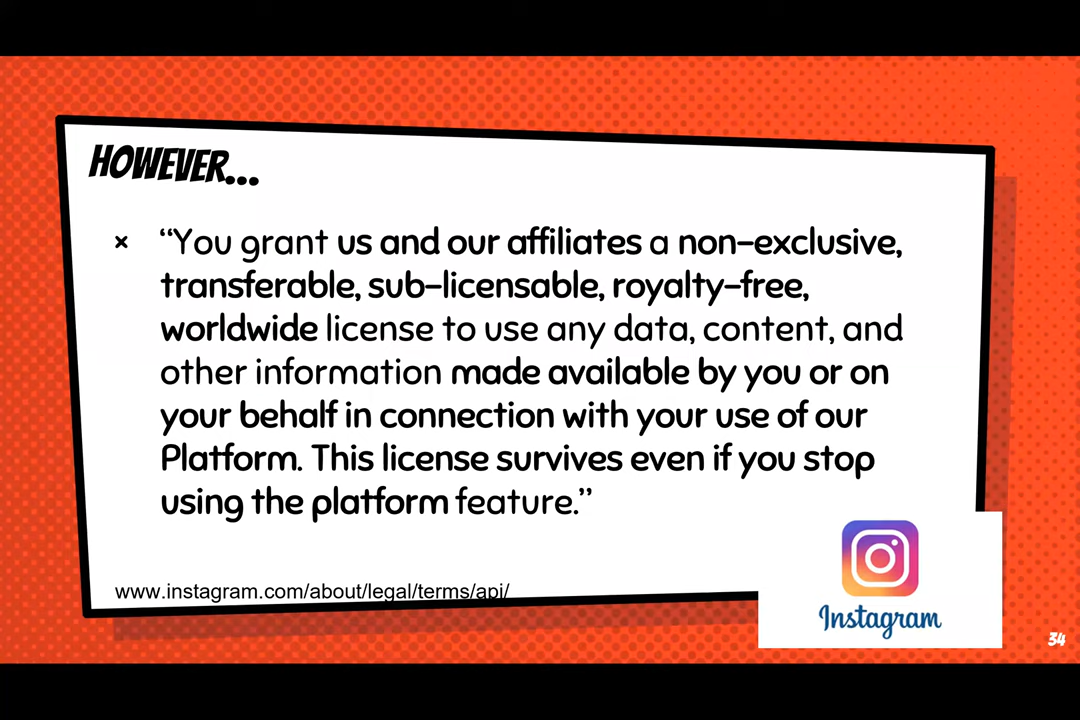 HOWEVER...
× “You grant us and our affiliates a non-exclusive,
transferable, sub-licensable, royalty-free,
worldwide license to use any data, content, and
other information made available by you or on
your behalf in connection with your use of our
Platform. This license survives even if you stop
using the platform feature.”
www.instagram.com/about/legal/terms/api/
Instagram
34